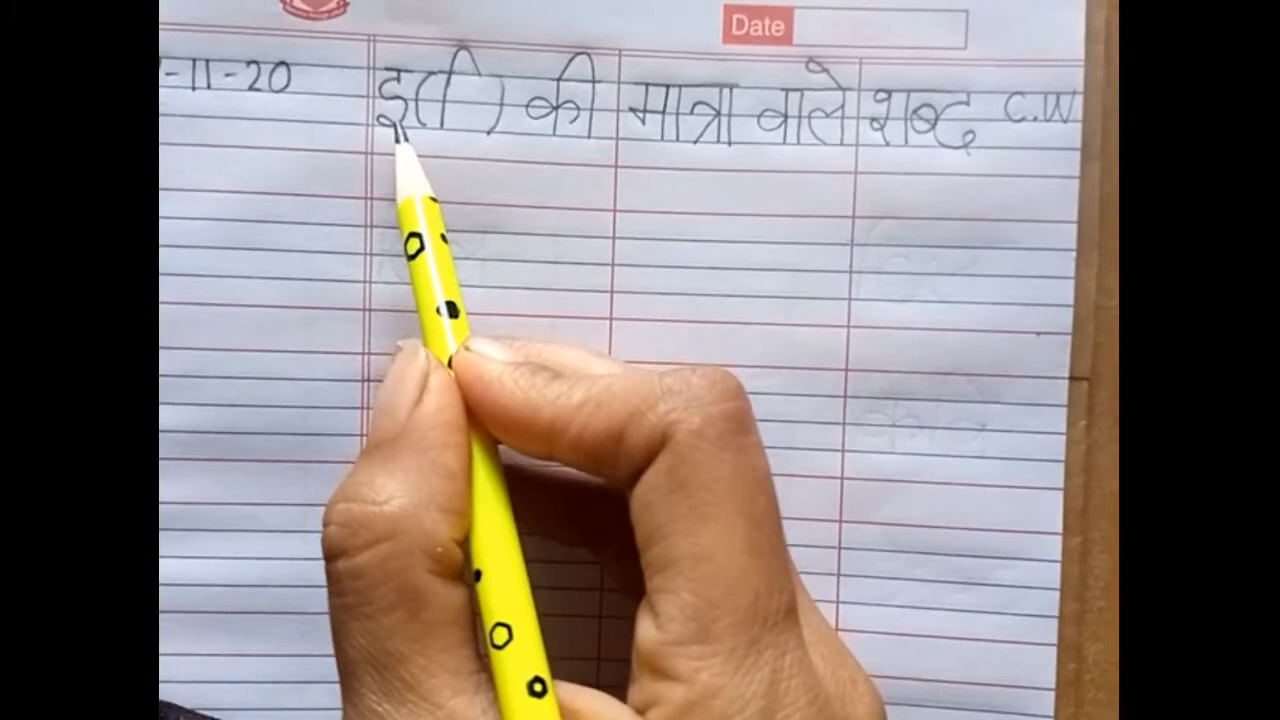 -11-20 इ(ि) की मात्रा वाले शब्द C.W
Date